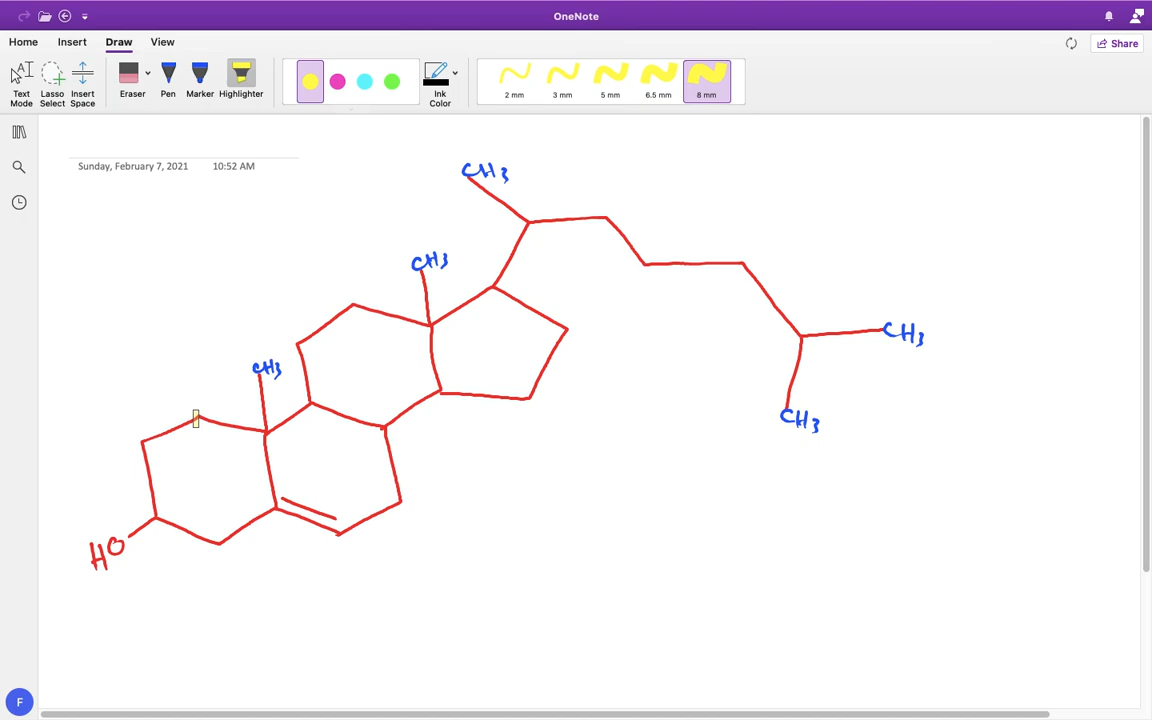 OneNote
Home Insert Draw View
Share
Text Mode
Lasso Select
Insert Space
Eraser
Pen
Marker
Highlighter
Ink Color
2 mm
3 mm
5 mm
6.5 mm
8 mm
Sunday, February 7, 2021 10:52 AM
CH3
CH3
CH3
CH3
CH3
HO
F